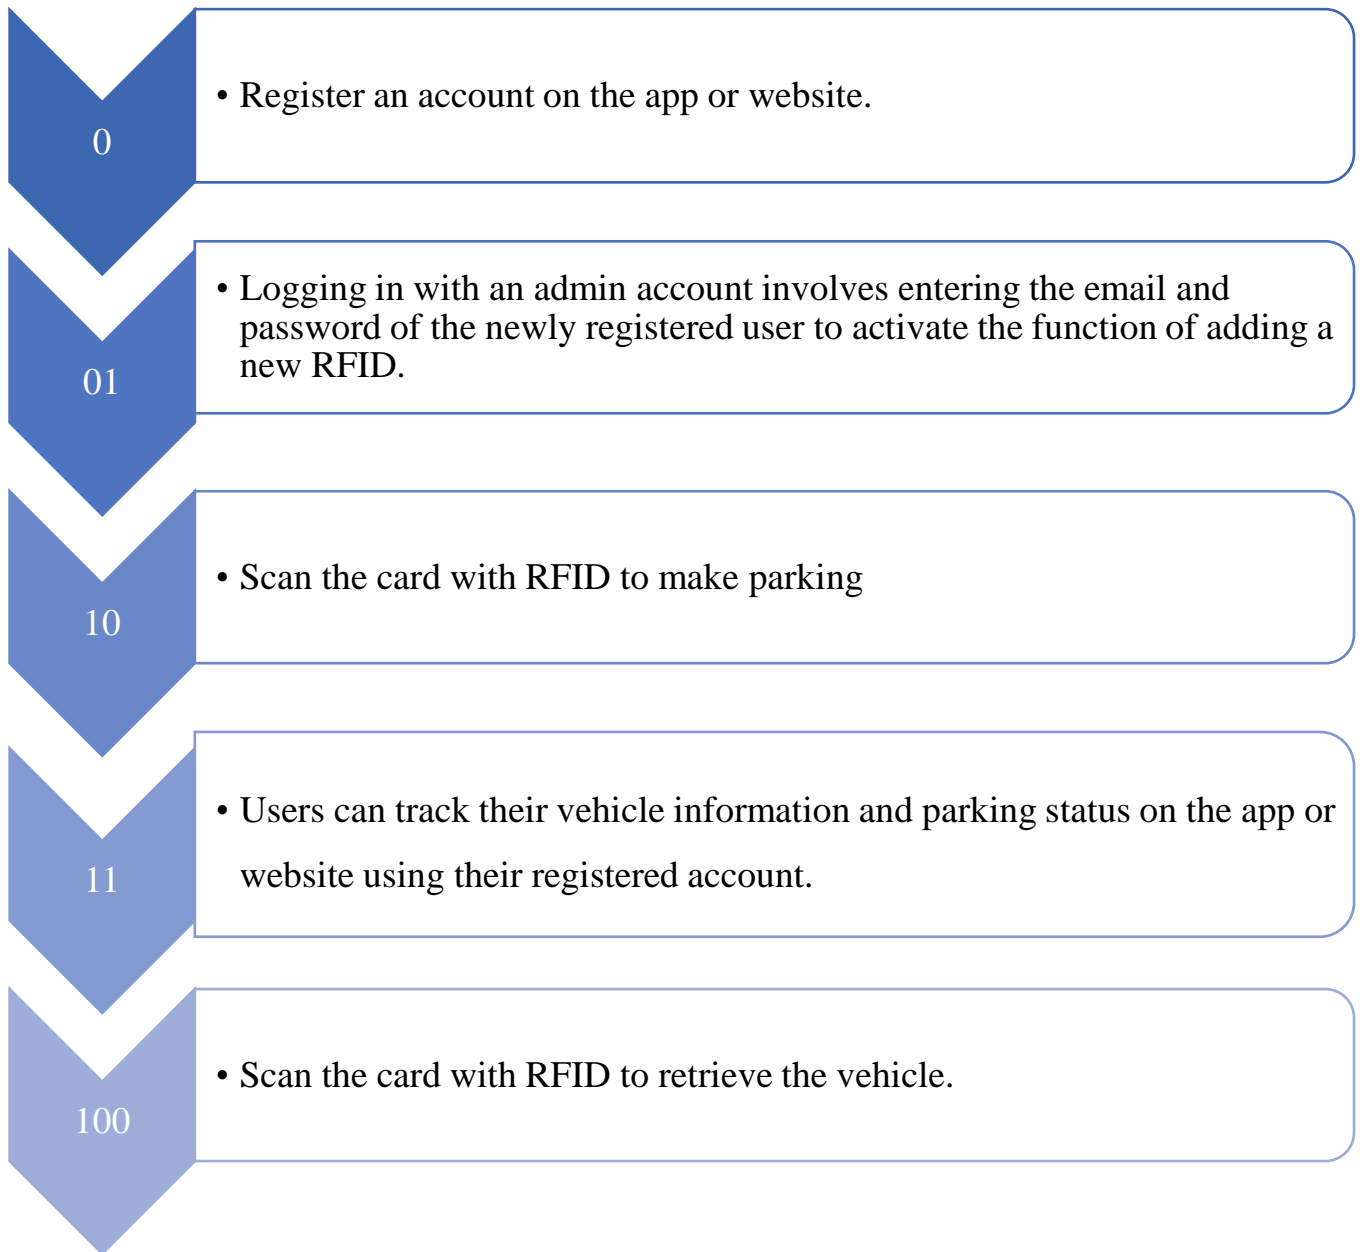 0
• Register an account on the app or website.
01
• Logging in with an admin account involves entering the email and
password of the newly registered user to activate the function of adding a
new RFID.
10
• Scan the card with RFID to make parking
11
• Users can track their vehicle information and parking status on the app or
website using their registered account.
100
• Scan the card with RFID to retrieve the vehicle.